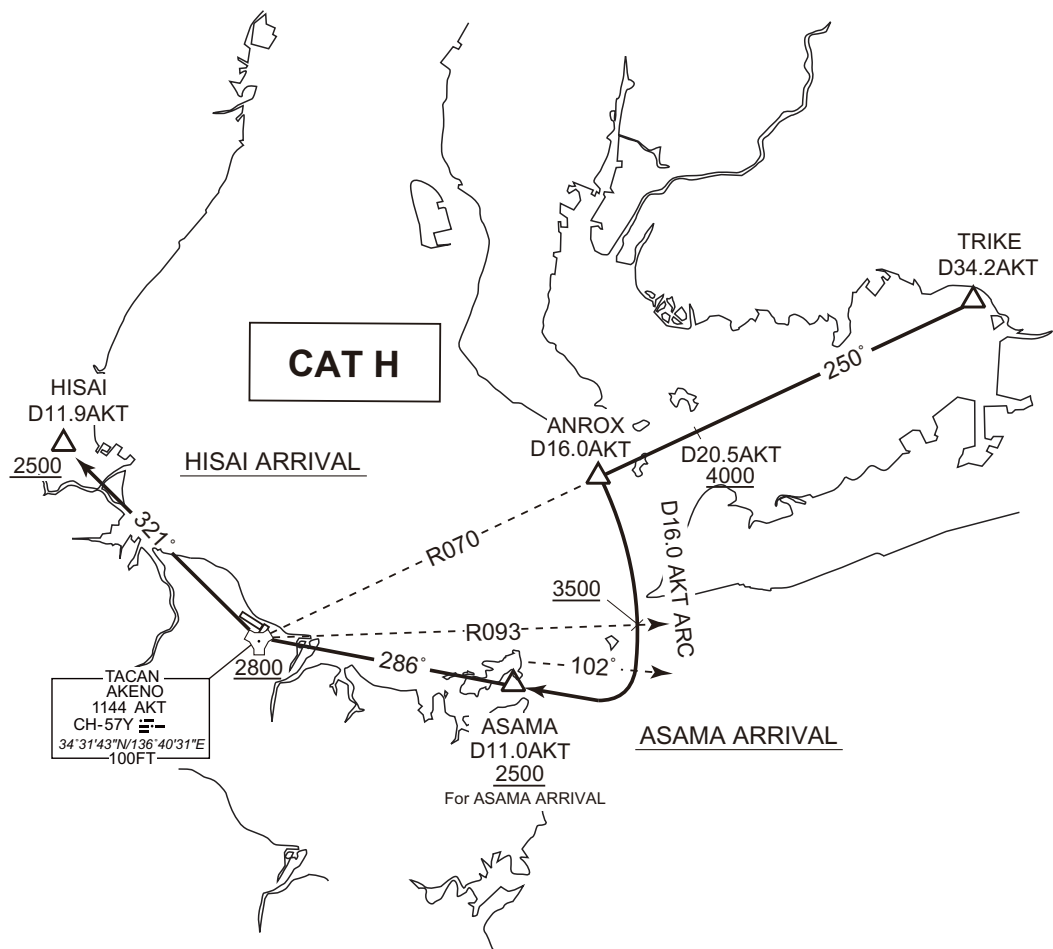 TRIKE
D34.2AKT
250°
CAT H
HISAI
D11.9AKT
2500
HISAI ARRIVAL
ANROX
D16.0AKT
D20.5AKT
4000
321°
R070
D16.0 AKT ARC
3500
R093
2800
286°
102°
TACAN
AKENO
1144 AKT
CH-57Y
34°31'43"N/136°40'31"E
100FT
ASAMA
D11.0AKT
2500
For ASAMA ARRIVAL
ASAMA ARRIVAL